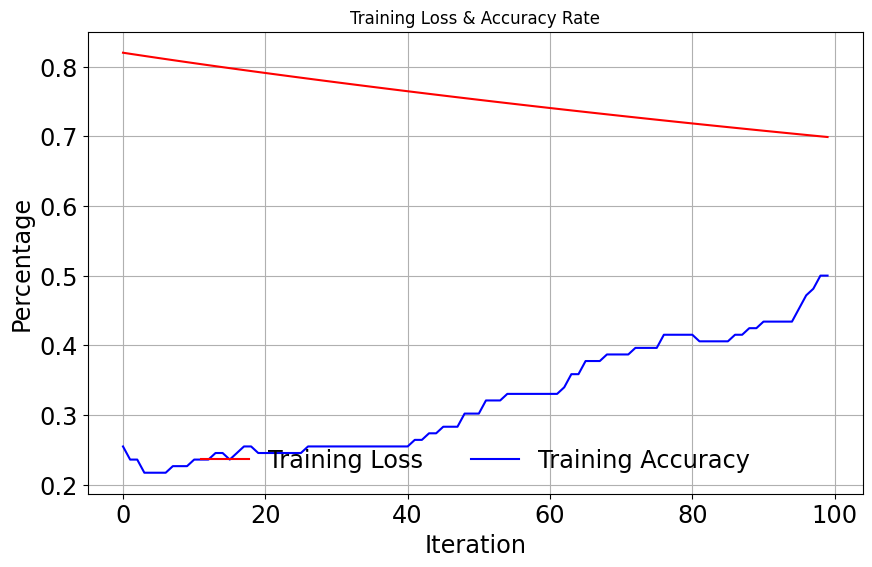 Training Loss & Accuracy Rate
Percentage
0.8
0.7
0.6
0.5
0.4
0.3
0.2
Training Loss
Training Accuracy
0 20 40 60 80 100
Iteration